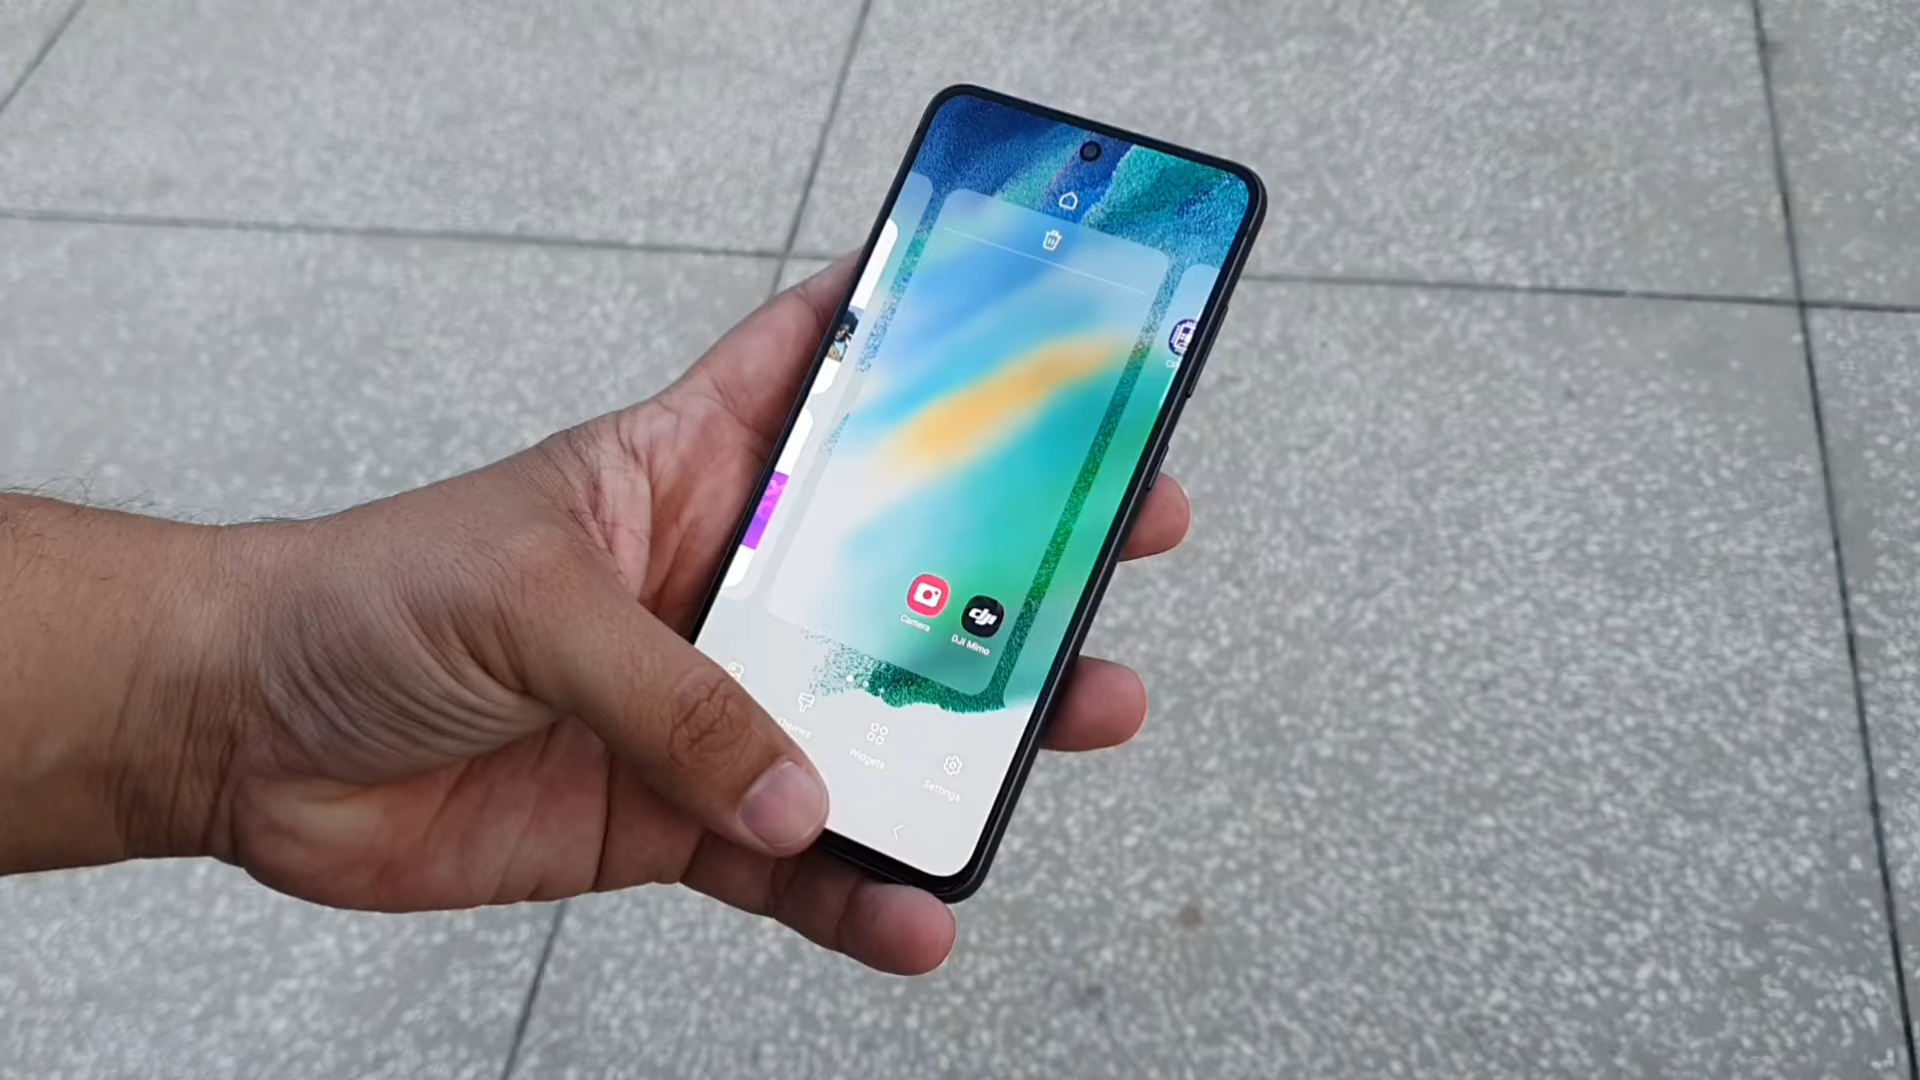 Camera
dji
DJI Mimo
Themes
Widgets
Settings